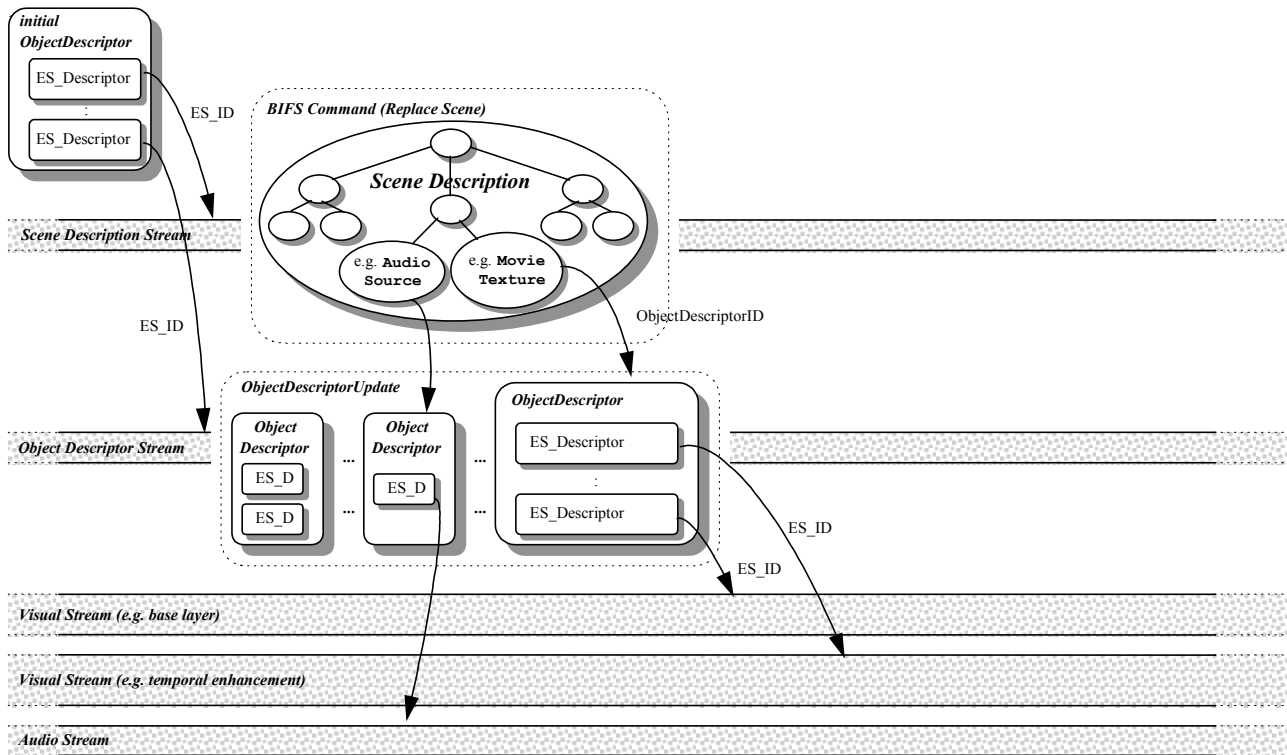 initial
ObjectDescriptor
ES_Descriptor
:
ES_Descriptor
ES_ID
ES_ID
BIFS Command (Replace Scene)
Scene Description
e.g. Audio
Source
e.g. Movie
Texture
Scene Description Stream
ObjectDescriptorID
ObjectDescriptorUpdate
Object
Descriptor
ES_D
ES_D
...
...
Object
Descriptor
ES_D
...
...
ObjectDescriptor
ES_Descriptor
:
ES_Descriptor
Object Descriptor Stream
ES_ID
ES_ID
Visual Stream (e.g. base layer)
Visual Stream (e.g. temporal enhancement)
Audio Stream